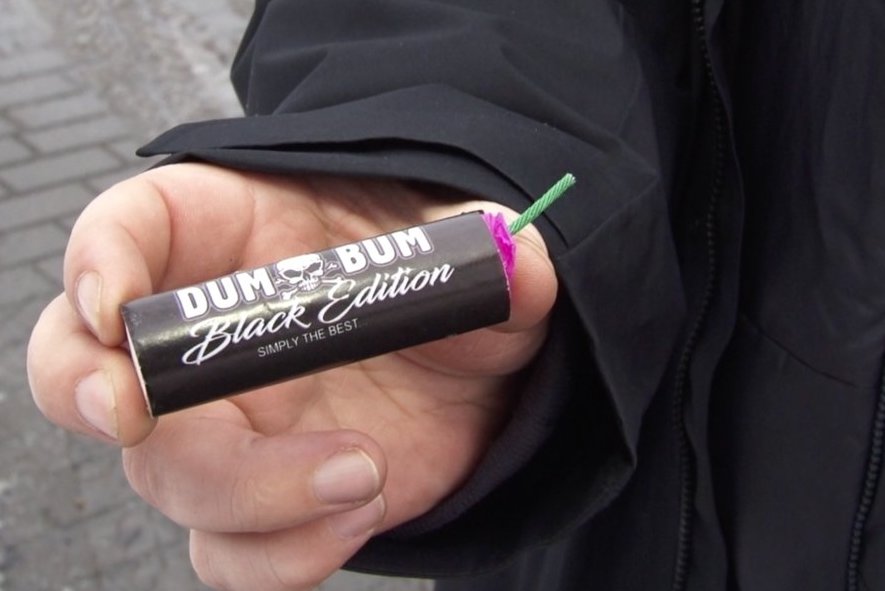 DUM BUM
Black Edition
SIMPLY THE BEST.